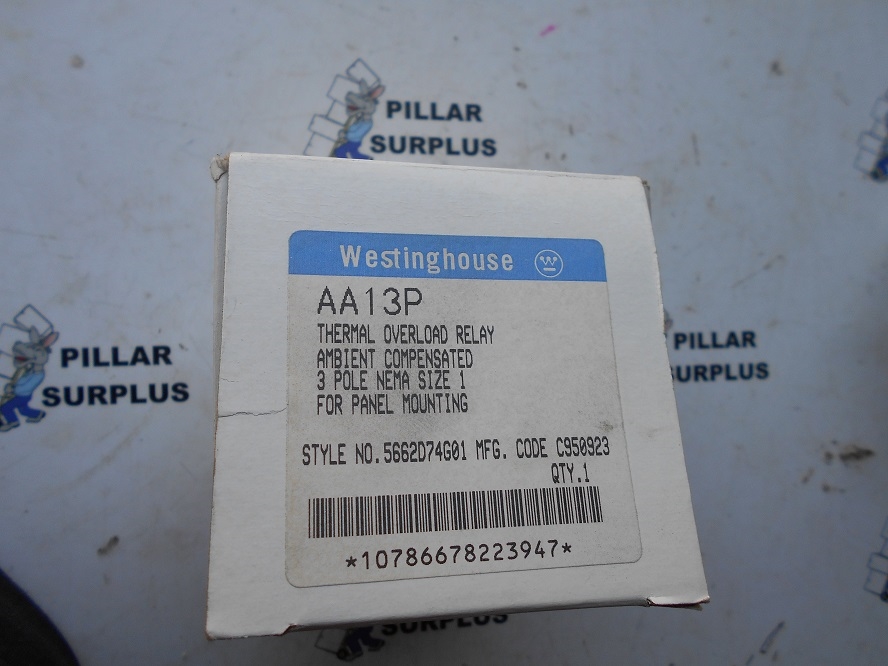 PILLAR
SURPLUS
Westinghouse
AA13P
THERMAL OVERLOAD RELAY
AMBIENT COMPENSATED
3 POLE NEMA SIZE 1
FOR PANEL MOUNTING
STYLE NO.5662D74G01 MFG. CODE C950923
QTY.1
*10786678223947*
PILLAR
SURPLUS
PILLAR
SURPLUS
SURPLUS